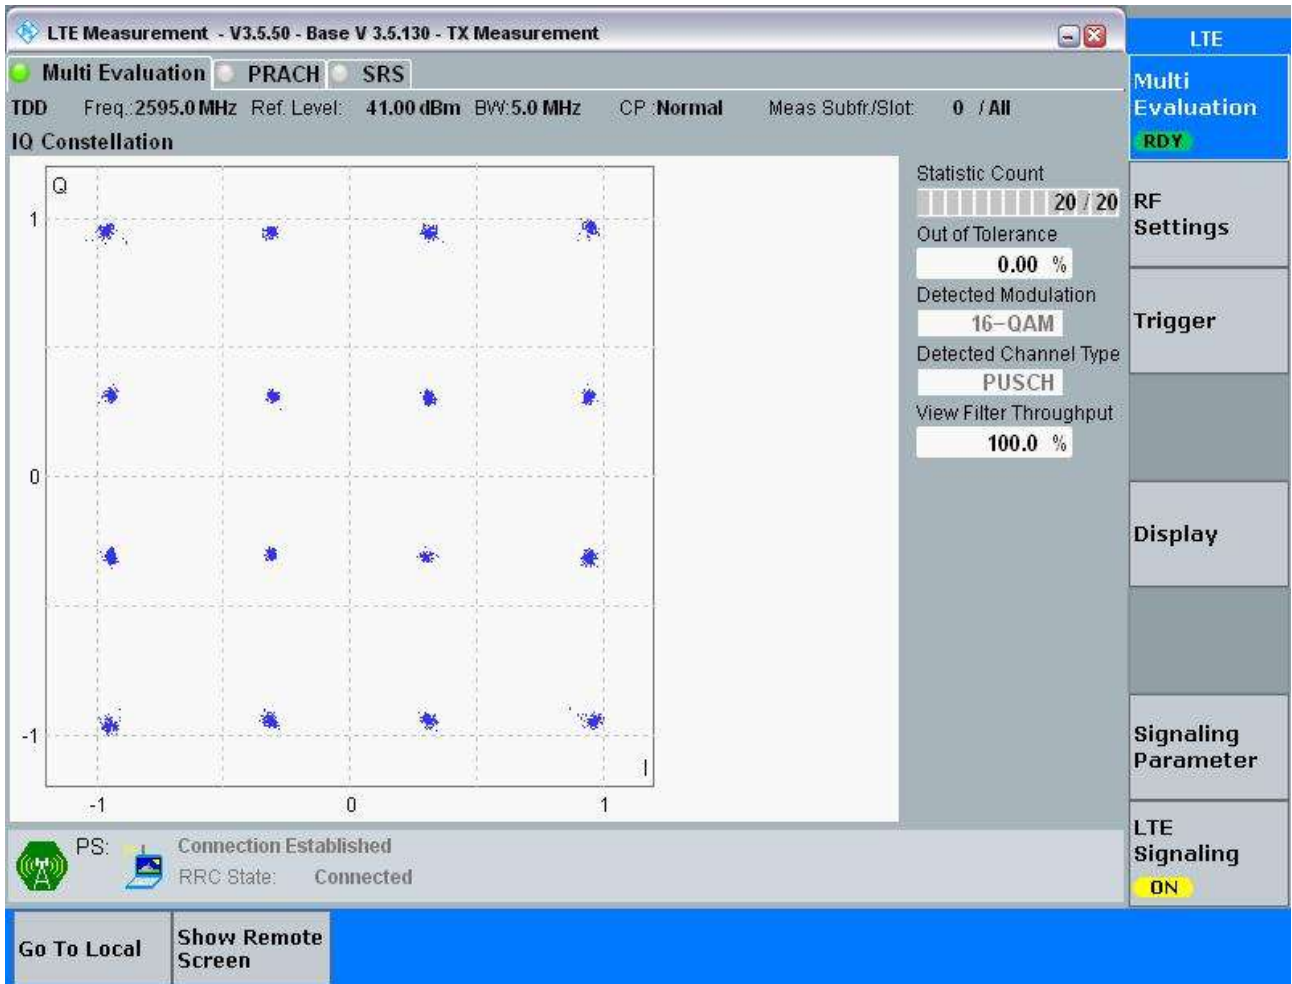 LTE Measurement - V3.5.50 - Base V 3.5.130 - TX Measurement
Multi Evaluation PRACH SRS
TDD Freq.:2595.0 MHz Ref. Level: 41.00 dBm BW:5.0 MHz CP :Normal Meas Subfr./Slot: 0 / All
IQ Constellation
Q
1
0
-1
I
-1 0 1
Statistic Count
20 / 20
Out of Tolerance
0.00 %
Detected Modulation
16-QAM
Detected Channel Type
PUSCH
View Filter Throughput
100.0 %
PS: Connection Established
RRC State: Connected
LTE
Multi
Evaluation
RDY
RF
Settings
Trigger
Display
Signaling
Parameter
LTE
Signaling
ON
Go To Local
Show Remote
Screen